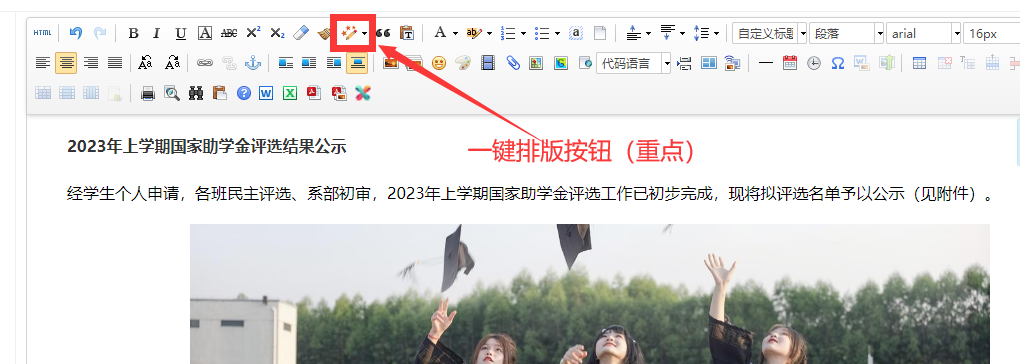 HTML B I U A ABC X² X₂ A ab 自定义标题 段落 arial 16px
代码语言
一键排版按钮（重点）
2023年上学期国家助学金评选结果公示
经学生个人申请，各班民主评选、系部初审，2023年上学期国家助学金评选工作已初步完成，现将拟评选名单予以公示（见附件）。